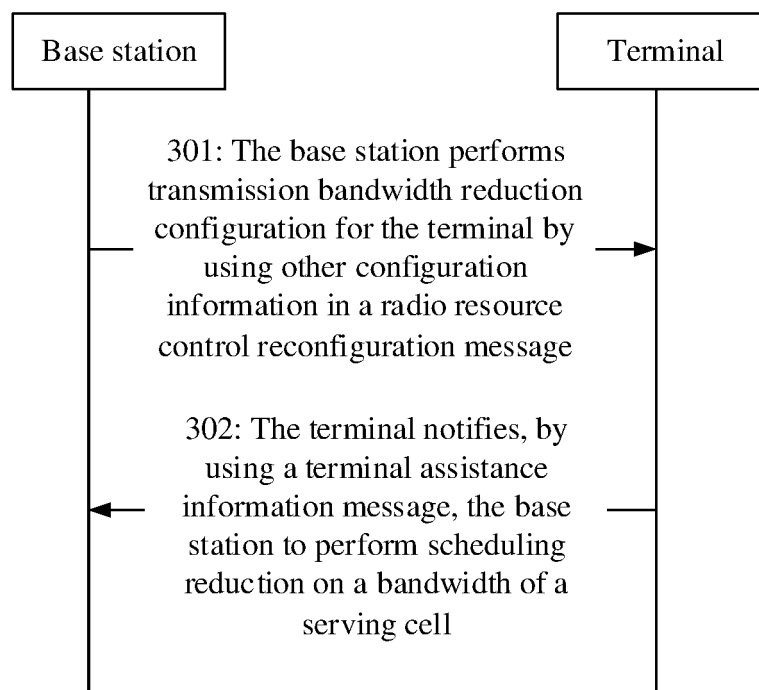 Base station
Terminal
301: The base station performs
transmission bandwidth reduction
configuration for the terminal by
using other configuration
information in a radio resource
control reconfiguration message
302: The terminal notifies, by
using a terminal assistance
information message, the base
station to perform scheduling
reduction on a bandwidth of a
serving cell